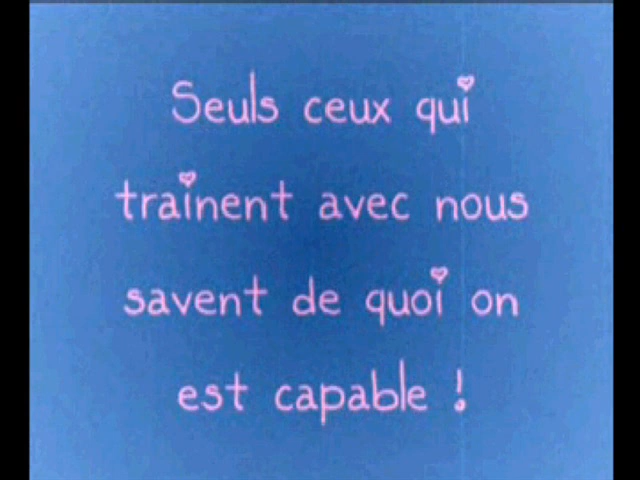 Seuls ceux qui
trainent avec nous
savent de quoi on
est capable !